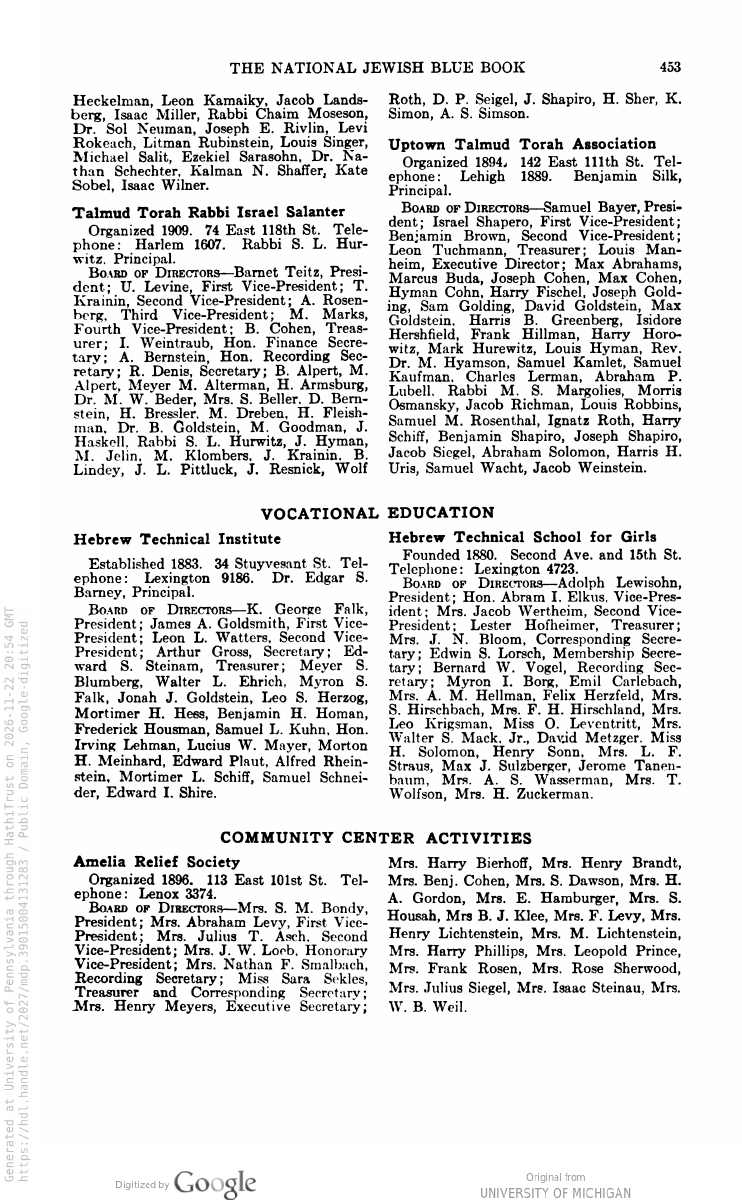 THE NATIONAL JEWISH BLUE BOOK 453
Heckelman, Leon Kamaiky, Jacob Lands-
berg, Isaac Miller, Rabbi Chaim Moseson,
Dr. Sol Neuman, Joseph E. Rivlin, Levi
Rokeach, Litman Rubinstein, Louis Singer,
Michael Salit, Ezekiel Sarasohn, Dr. Na-
than Schechter, Kalman N. Shaffer, Kate
Sobel, Isaac Wilner.
Talmud Torah Rabbi Israel Salanter
Organized 1909. 74 East 118th St. Tele-
phone: Harlem 1607. Rabbi S. L. Hur-
witz, Principal.
BOARD OF DIRECTORS—Barnet Teitz, Presi-
dent; U. Levine, First Vice-President; T.
Krainin, Second Vice-President; A. Rosen-
berg, Third Vice-President; M. Marks,
Fourth Vice-President; B. Cohen, Treas-
urer; I. Weintraub, Hon. Finance Secre-
tary; A. Bernstein, Hon. Recording Sec-
retary; R. Denis, Secretary; B. Alpert, M.
Alpert, Meyer M. Alterman, H. Armsburg,
Dr. M. W. Beder, Mrs. S. Beller, D. Bern-
stein, H. Bressler, M. Dreben, H. Fleish-
man, Dr. B. Goldstein, M. Goodman, J.
Haskell, Rabbi S. L. Hurwitz, J. Hyman,
M. Jelin, M. Klombers, J. Krainin, B.
Lindey, J. L. Pittluck, J. Resnick, Wolf
Roth, D. P. Seigel, J. Shapiro, H. Sher, K.
Simon, A. S. Simson.
Uptown Talmud Torah Association
Organized 1894. 142 East 111th St. Tel-
ephone: Lehigh 1889. Benjamin Silk,
Principal.
BOARD OF DIRECTORS—Samuel Bayer, Presi-
dent; Israel Shapero, First Vice-President;
Benjamin Brown, Second Vice-President;
Leon Tuchmann, Treasurer; Louis Man-
heim, Executive Director; Max Abrahams,
Marcus Buda, Joseph Cohen, Max Cohen,
Hyman Cohn, Harry Fischel, Joseph Gold-
ing, Sam Golding, David Goldstein, Max
Goldstein, Harris B. Greenberg, Isidore
Hershfield, Frank Hillman, Harry Horo-
witz, Mark Hurewitz, Louis Hyman, Rev.
Dr. M. Hyamson, Samuel Kamlet, Samuel
Kaufman, Charles Lerman, Abraham P.
Lubell, Rabbi M. S. Margolies, Morris
Osmansky, Jacob Richman, Louis Robbins,
Samuel M. Rosenthal, Ignatz Roth, Harry
Schiff, Benjamin Shapiro, Joseph Shapiro,
Jacob Siegel, Abraham Solomon, Harris H.
Uris, Samuel Wacht, Jacob Weinstein.
VOCATIONAL EDUCATION
Hebrew Technical Institute
Established 1883. 34 Stuyvesant St. Tel-
ephone: Lexington 9186. Dr. Edgar S.
Barney, Principal.
BOARD OF DIRECTORS—K. George Falk,
President; James A. Goldsmith, First Vice-
President; Leon L. Watters, Second Vice-
President; Arthur Gross, Secretary; Ed-
ward S. Steinam, Treasurer; Meyer S.
Blumberg, Walter L. Ehrich, Myron S.
Falk, Jonah J. Goldstein, Leo S. Herzog,
Mortimer H. Hess, Benjamin H. Homan,
Frederick Housman, Samuel L. Kuhn, Hon.
Irving Lehman, Lucius W. Mayer, Morton
H. Meinhard, Edward Plaut, Alfred Rhein-
stein, Mortimer L. Schiff, Samuel Schnei-
der, Edward I. Shire.
Hebrew Technical School for Girls
Founded 1880. Second Ave. and 15th St.
Telephone: Lexington 4723.
BOARD OF DIRECTORS—Adolph Lewisohn,
President; Hon. Abram I. Elkus, Vice-Pres-
ident; Mrs. Jacob Wertheim, Second Vice-
President; Lester Hofheimer, Treasurer;
Mrs. J. N. Bloom, Corresponding Secre-
tary; Edwin S. Lorsch, Membership Secre-
tary; Bernard W. Vogel, Recording Sec-
retary; Myron I. Borg, Emil Carlebach,
Mrs. A. M. Hellman, Felix Herzfeld, Mrs.
S. Hirschbach, Mrs. F. H. Hirschland, Mrs.
Leo Krigsman, Miss O. Leventritt, Mrs.
Walter S. Mack, Jr., David Metzger, Miss
H. Solomon, Henry Sonn, Mrs. L. F.
Straus, Max J. Sulzberger, Jerome Tanen-
baum, Mrs. A. S. Wasserman, Mrs. T.
Wolfson, Mrs. H. Zuckerman.
COMMUNITY CENTER ACTIVITIES
Amelia Relief Society
Organized 1896. 113 East 101st St. Tel-
ephone: Lenox 3374.
BOARD OF DIRECTORS—Mrs. S. M. Bondy,
President; Mrs. Abraham Levy, First Vice-
President; Mrs. Julius T. Asch, Second
Vice-President; Mrs. J. W. Loeb, Honorary
Vice-President; Mrs. Nathan F. Smalbach,
Recording Secretary; Miss Sara Sekles,
Treasurer and Corresponding Secretary;
Mrs. Henry Meyers, Executive Secretary;
Mrs. Harry Bierhoff, Mrs. Henry Brandt,
Mrs. Benj. Cohen, Mrs. S. Dawson, Mrs. H.
A. Gordon, Mrs. E. Hamburger, Mrs. S.
Housah, Mrs B. J. Klee, Mrs. F. Levy, Mrs.
Henry Lichtenstein, Mrs. M. Lichtenstein,
Mrs. Harry Phillips, Mrs. Leopold Prince,
Mrs. Frank Rosen, Mrs. Rose Sherwood,
Mrs. Julius Siegel, Mrs. Isaac Steinau, Mrs.
W. B. Weil.
Generated at University of Pennsylvania through HathiTrust on 2026-11-22 20:54 GMT
https://hdl.handle.net/2027/mdp.39015004131283 / Public Domain, Google-digitized
Digitized by Google
Original from
UNIVERSITY OF MICHIGAN